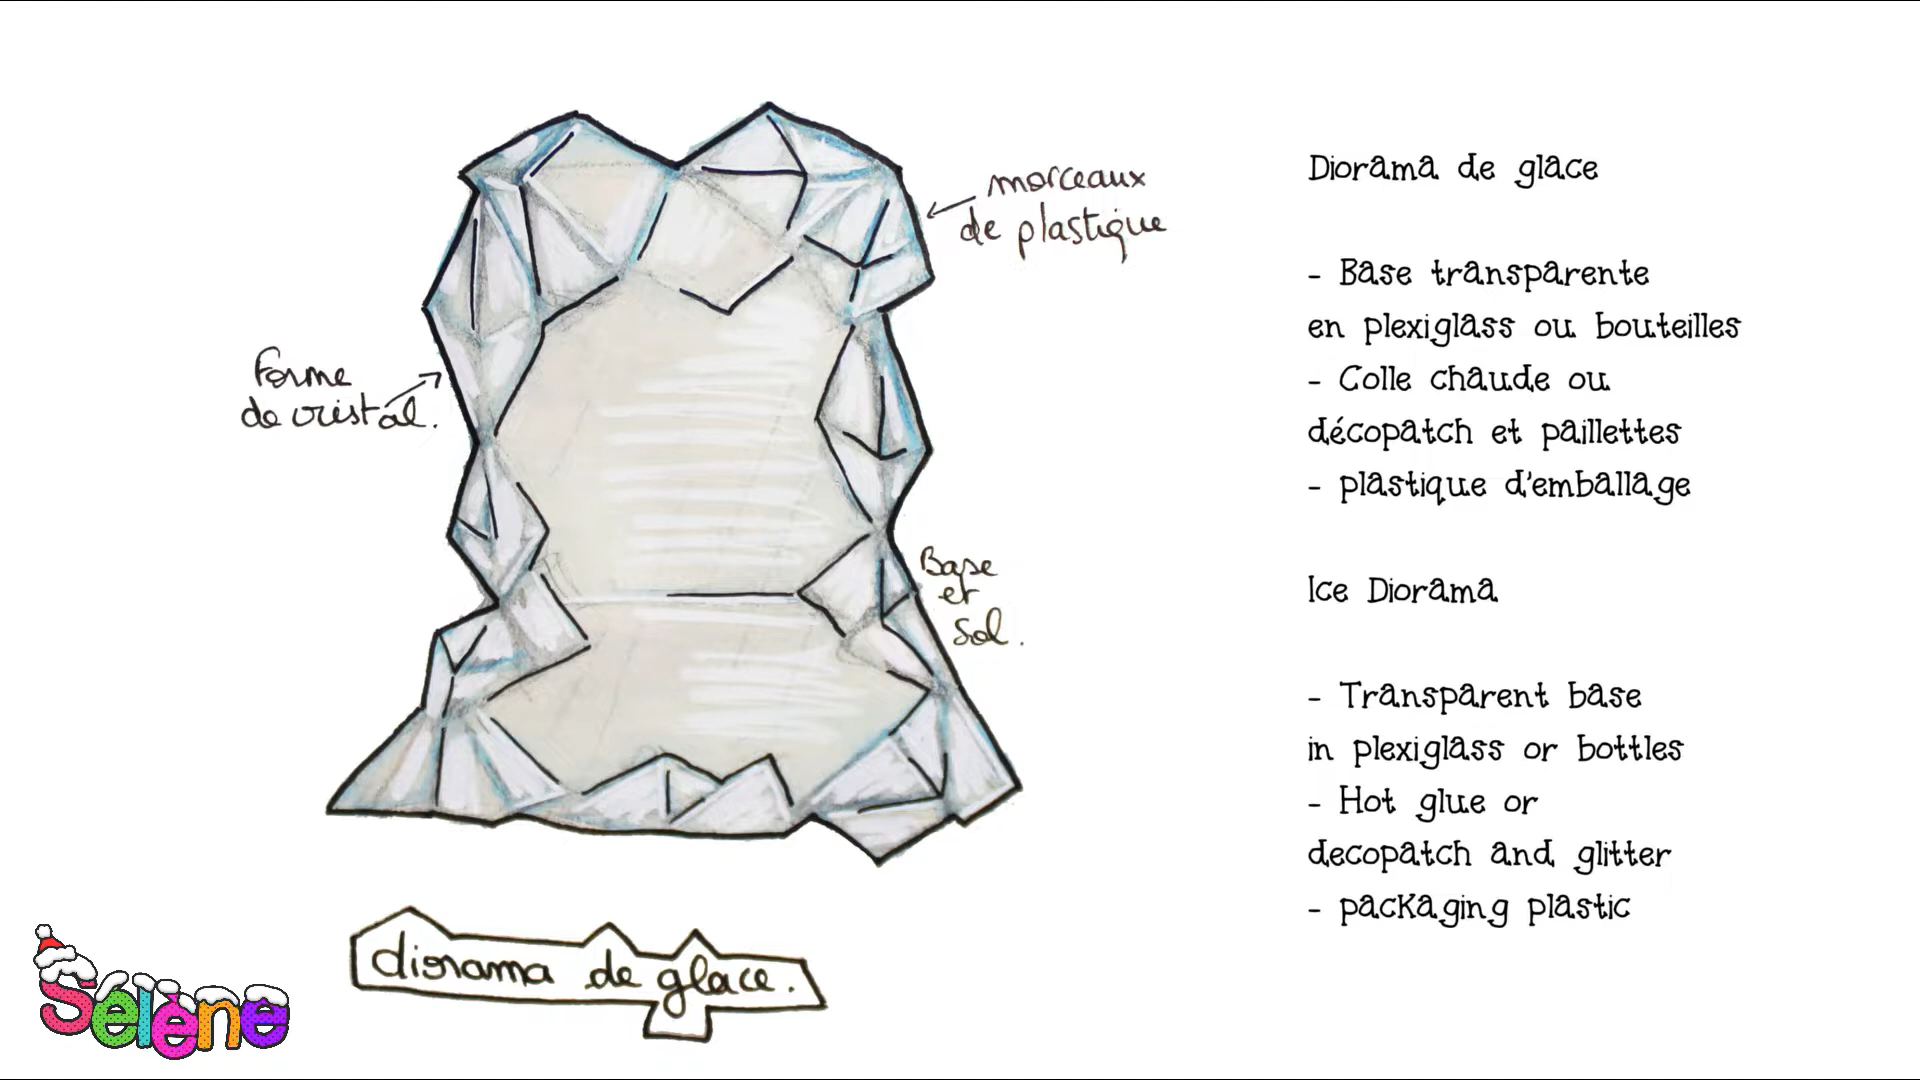 morceaux
de plastique
forme
de cristal.
Base
et
Sol.
diorama de glace.
Sélène
Diorama de glace
- Base transparente
en plexiglass ou bouteilles
- Colle chaude ou
décopatch et paillettes
- plastique d'emballage
Ice Diorama
- Transparent base
in plexiglass or bottles
- Hot glue or
decopatch and glitter
- packaging plastic